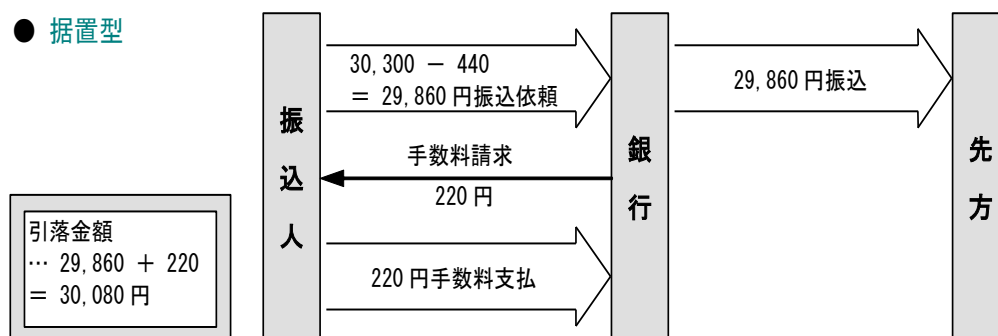 ● 据置型
30,300 － 440
＝ 29,860 円振込依頼
29,860 円振込
振込人
銀行
先方
手数料請求
220 円
引落金額
… 29,860 ＋ 220
＝ 30,080 円
220 円手数料支払